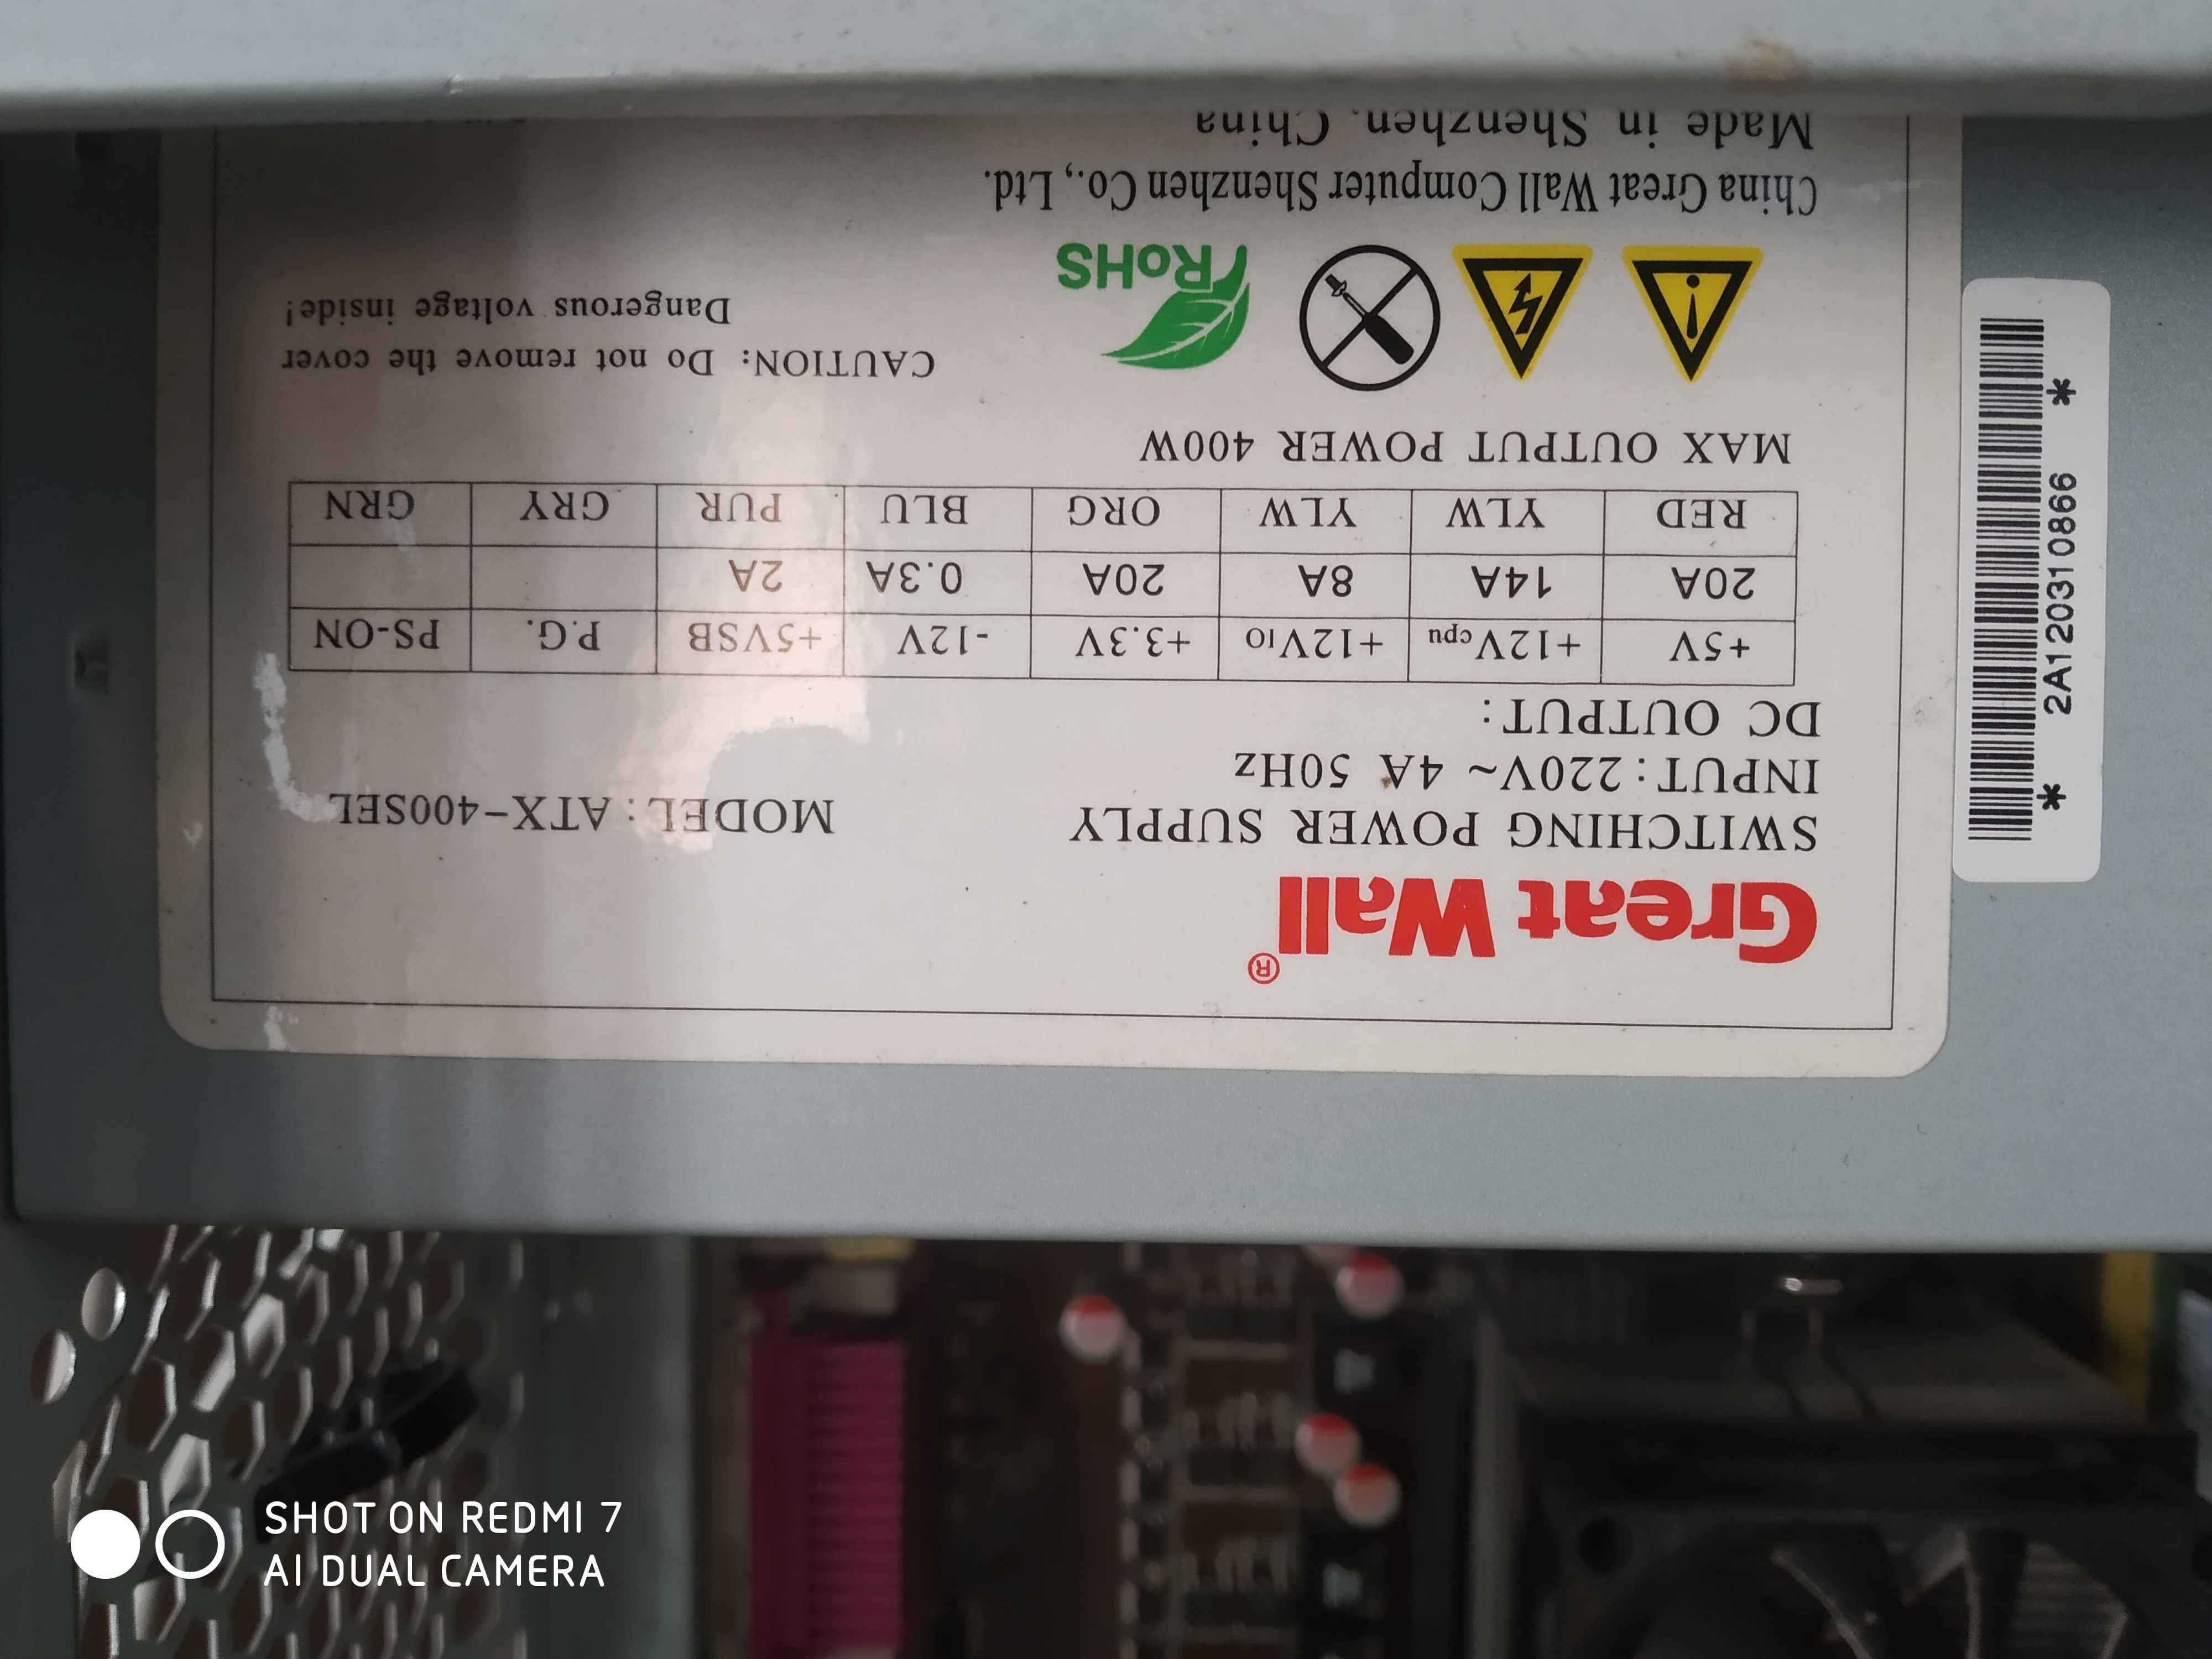 Great Wall®
SWITCHING POWER SUPPLY
MODEL: ATX-400SEL
INPUT: 220V~ 4A 50Hz
DC OUTPUT:
+5V +12Vcpu +12VIO +3.3V -12V +5VSB P.G. PS-ON
20A 14A 8A 20A 0.3A 2A
RED YLW YLW ORG BLU PUR GRY GRN
MAX OUTPUT POWER 400W
CAUTION: Do not remove the cover
Dangerous voltage inside!
RoHS
China Great Wall Computer Shenzhen Co., Ltd.
Made in Shenzhen, China
* 2A120310866 *
SHOT ON REDMI 7
AI DUAL CAMERA